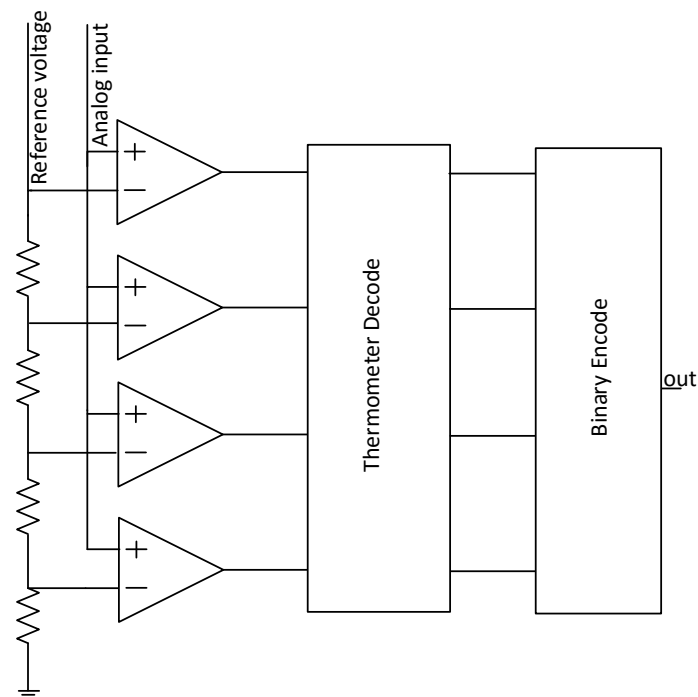 Reference voltage
Analog input
+
−
+
−
+
−
+
−
Thermometer Decode
Binary Encode
out